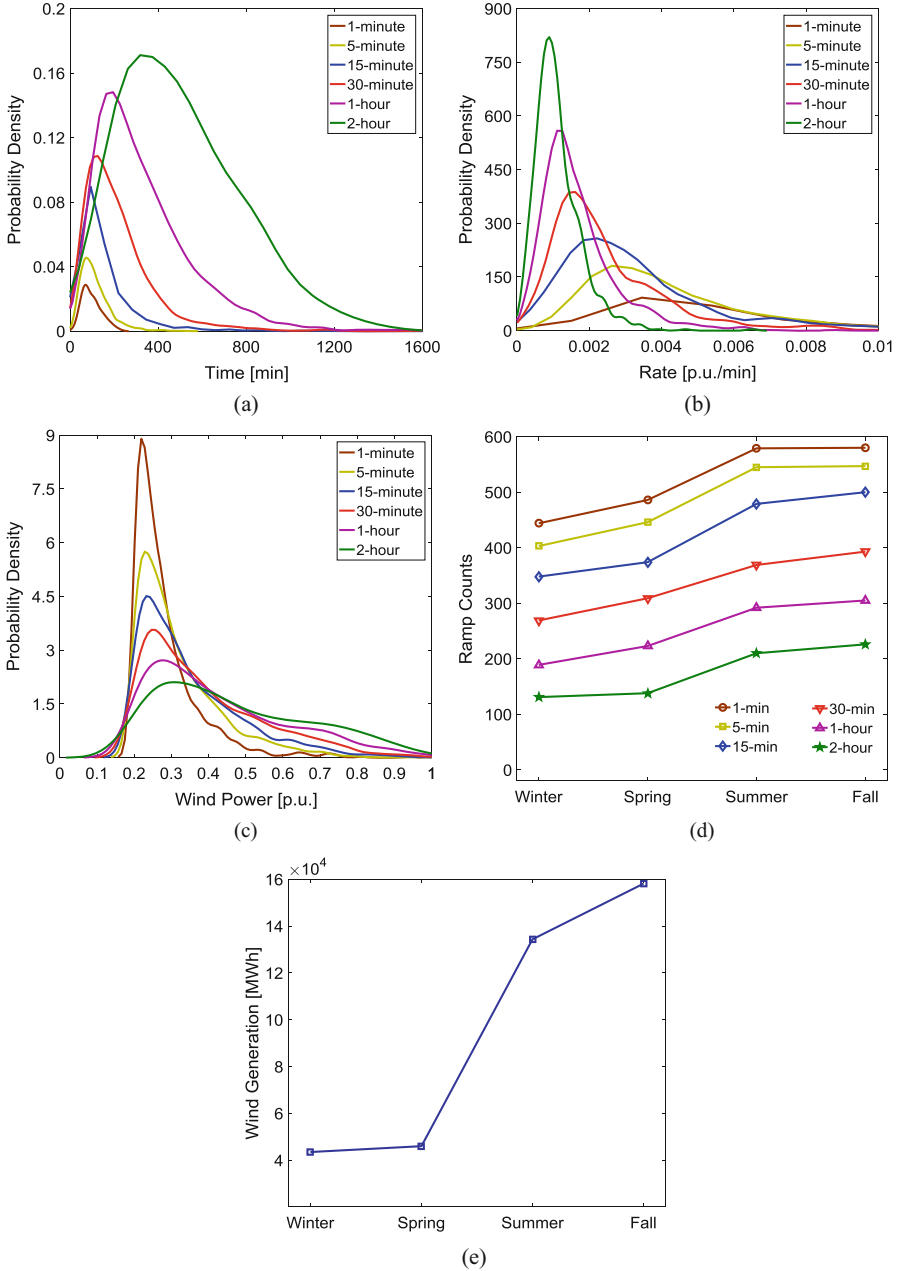 0.2
0.16
0.12
0.08
0.04
0
Probability Density
1-minute
5-minute
15-minute
30-minute
1-hour
2-hour
0 400 800 1200 1600
Time [min]
(a)
900
750
600
450
300
150
0
Probability Density
1-minute
5-minute
15-minute
30-minute
1-hour
2-hour
0 0.002 0.004 0.006 0.008 0.01
Rate [p.u./min]
(b)
9
7.5
6
4.5
3
1.5
0
Probability Density
1-minute
5-minute
15-minute
30-minute
1-hour
2-hour
0 0.1 0.2 0.3 0.4 0.5 0.6 0.7 0.8 0.9 1
Wind Power [p.u.]
(c)
600
500
400
300
200
100
0
Ramp Counts
1-min
5-min
15-min
30-min
1-hour
2-hour
Winter Spring Summer Fall
(d)
×10⁴
16
14
12
10
8
6
4
Wind Generation [MWh]
Winter Spring Summer Fall
(e)